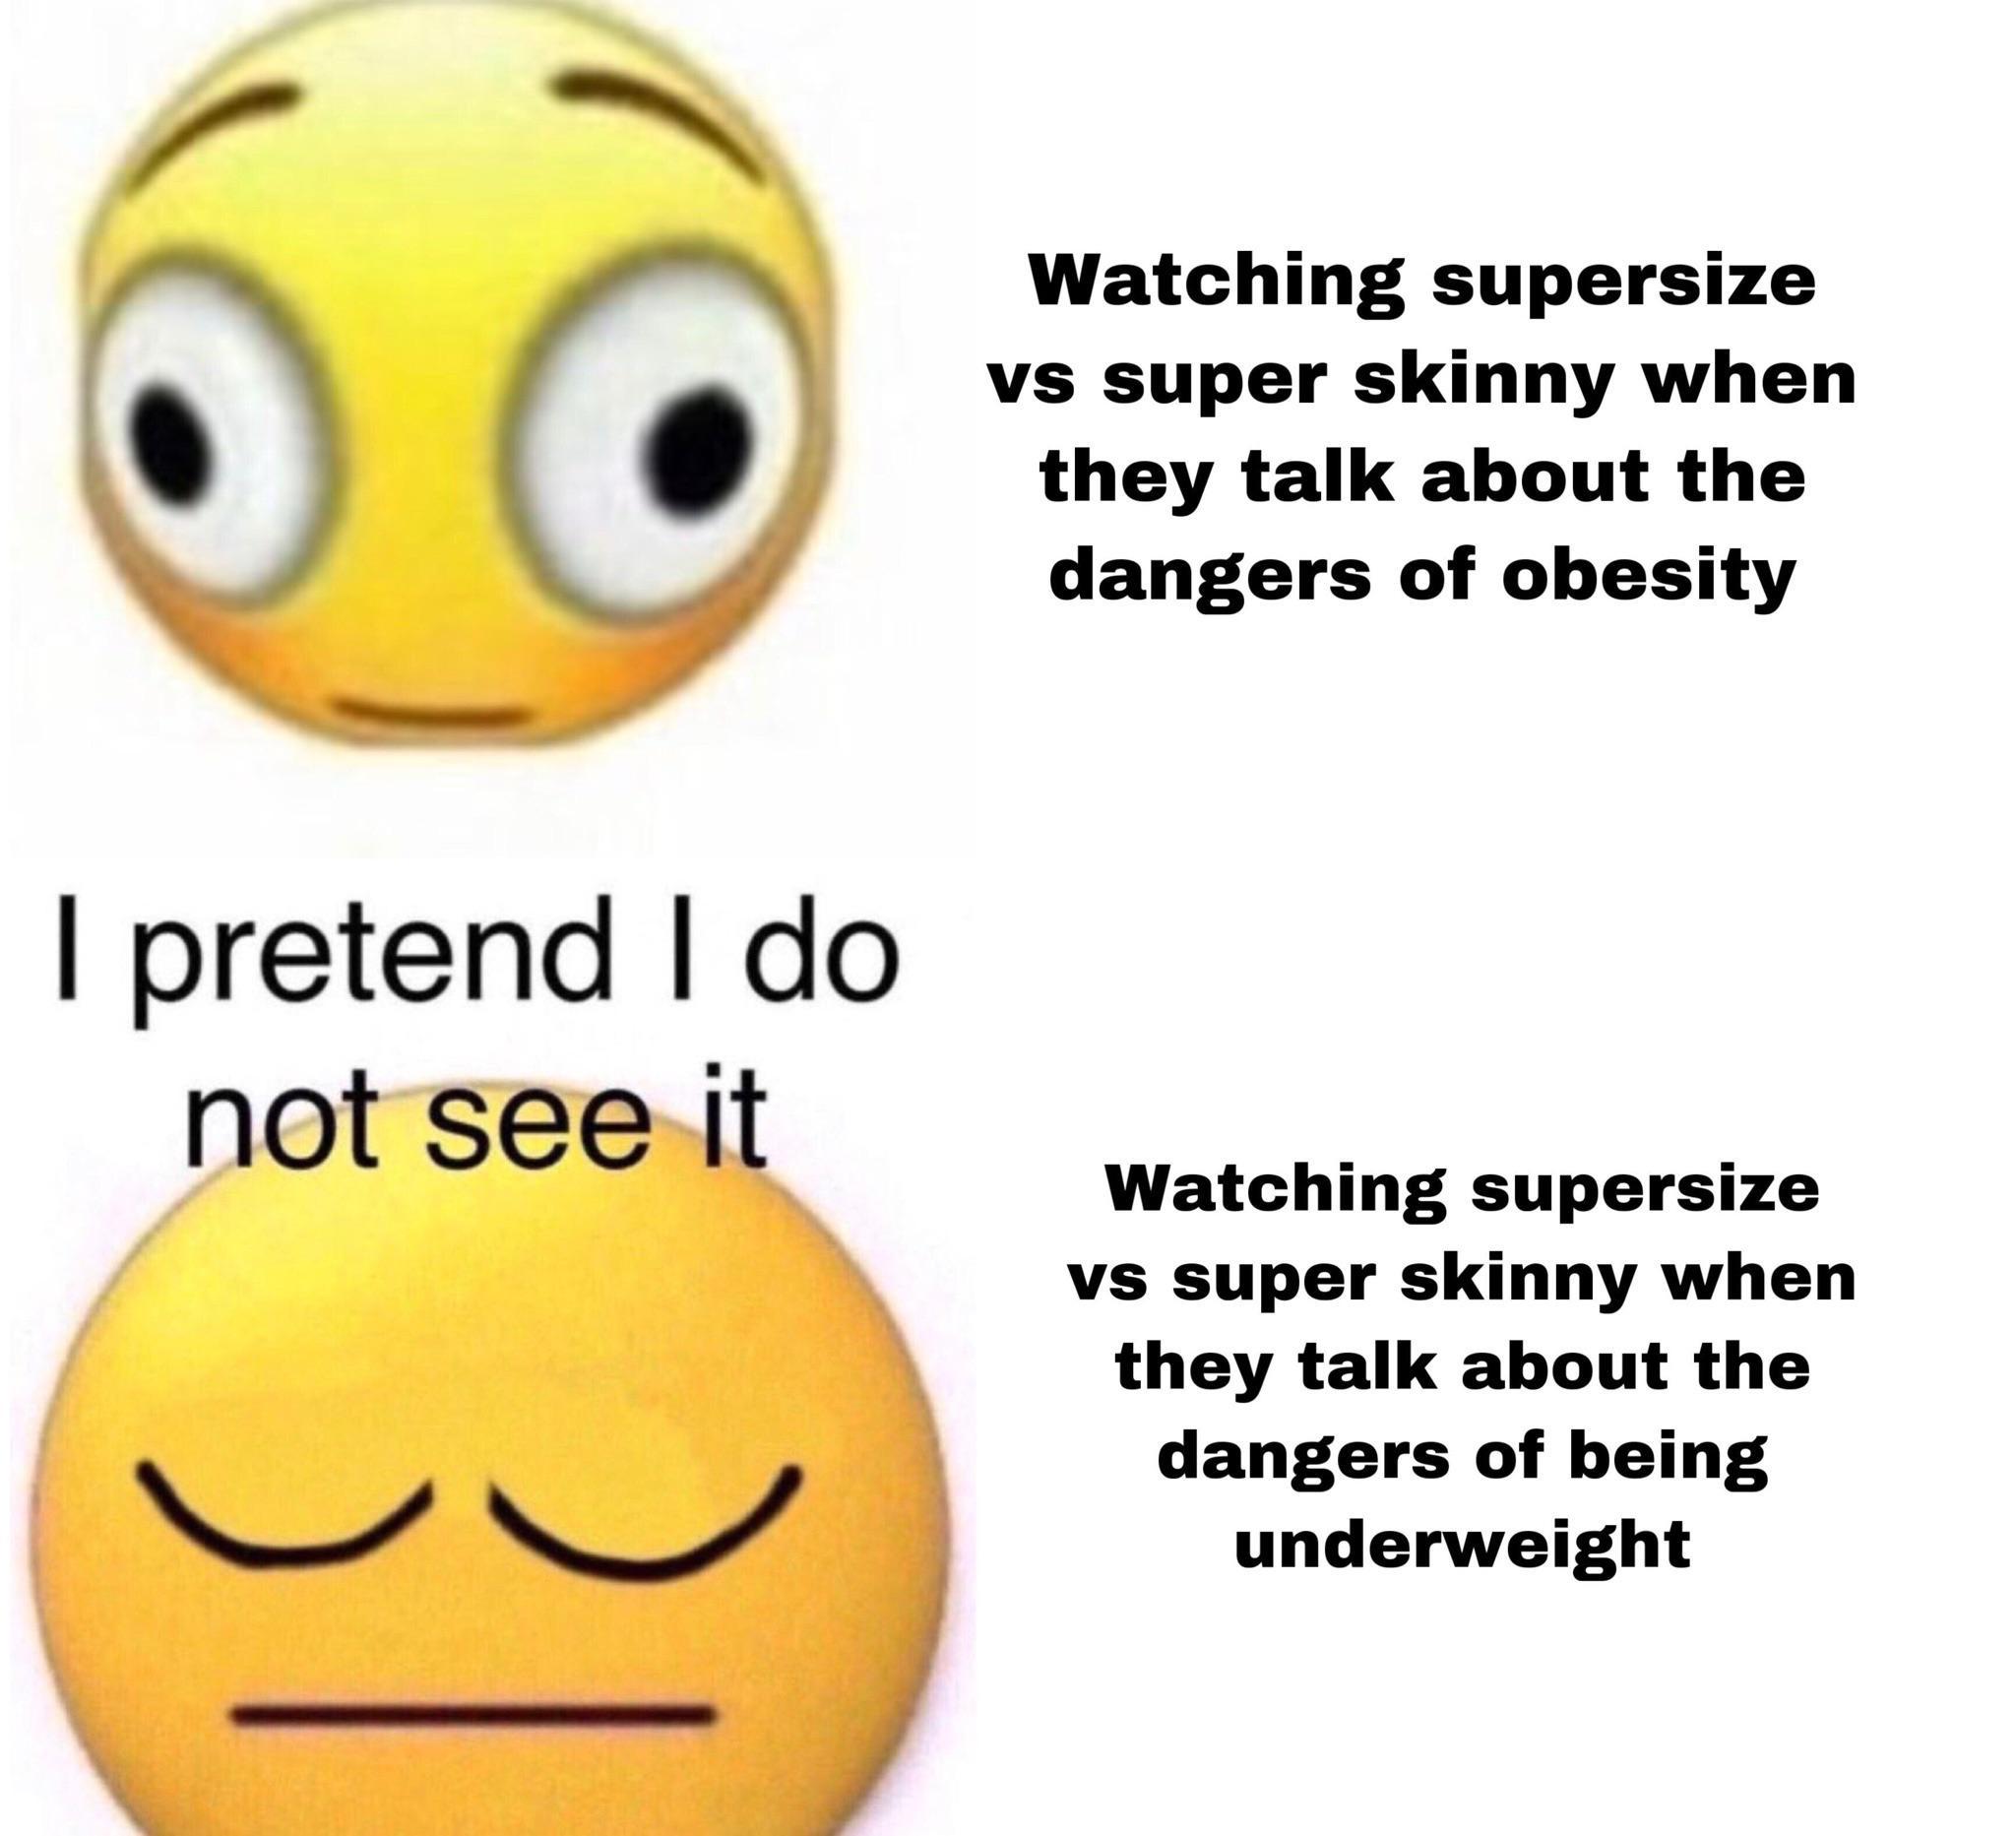 Watching supersize
vs super skinny when
they talk about the
dangers of obesity
I pretend I do
not see it
Watching supersize
vs super skinny when
they talk about the
dangers of being
underweight